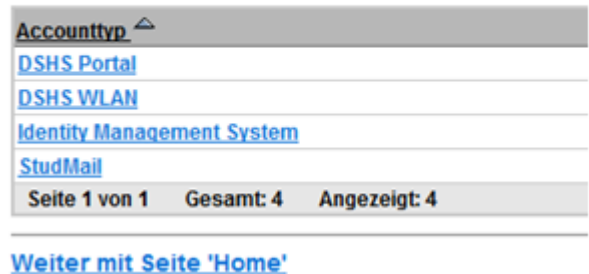 Accounttyp
DSHS Portal
DSHS WLAN
Identity Management System
StudMail
Seite 1 von 1 Gesamt: 4 Angezeigt: 4
Weiter mit Seite 'Home'